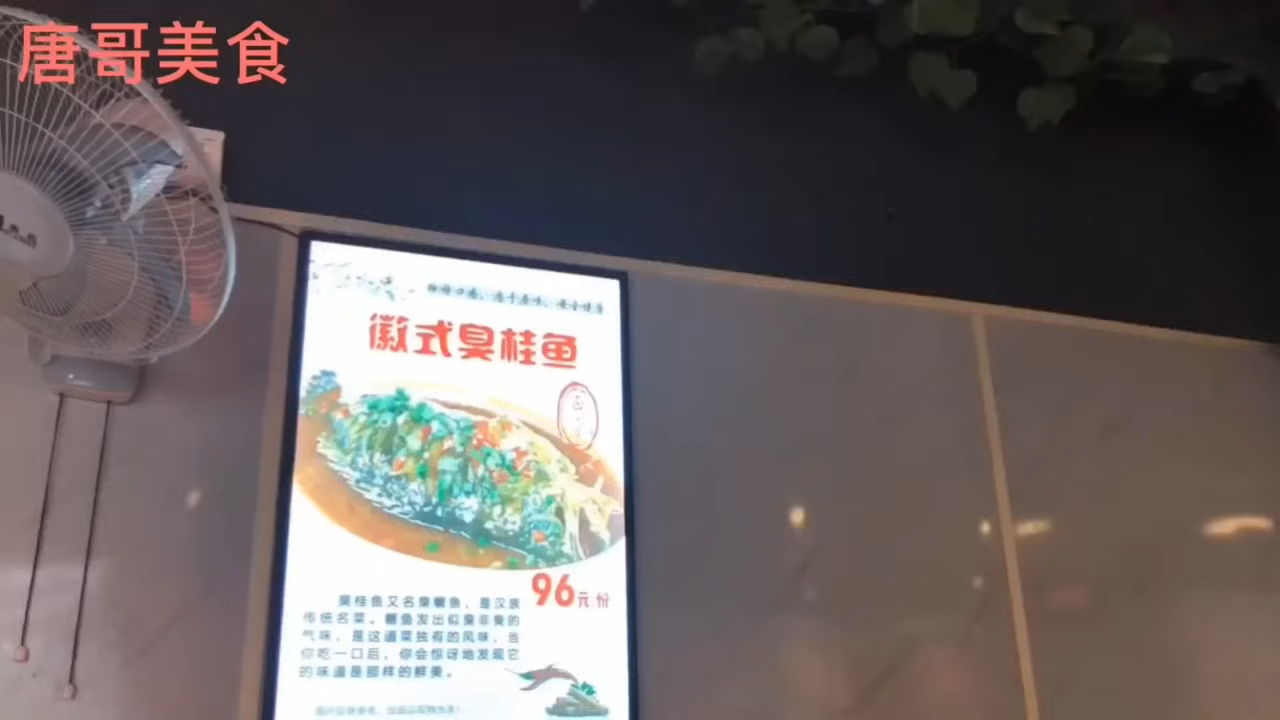 唐哥美食
徽式臭桂鱼
96元 份
臭桂鱼又名臭鳜鱼，是汉族
传统名菜。鳜鱼发出似臭非臭的
气味，是这道菜独有的风味，当
你吃一口后，你会惊讶地发现它
的味道是那样的鲜美。